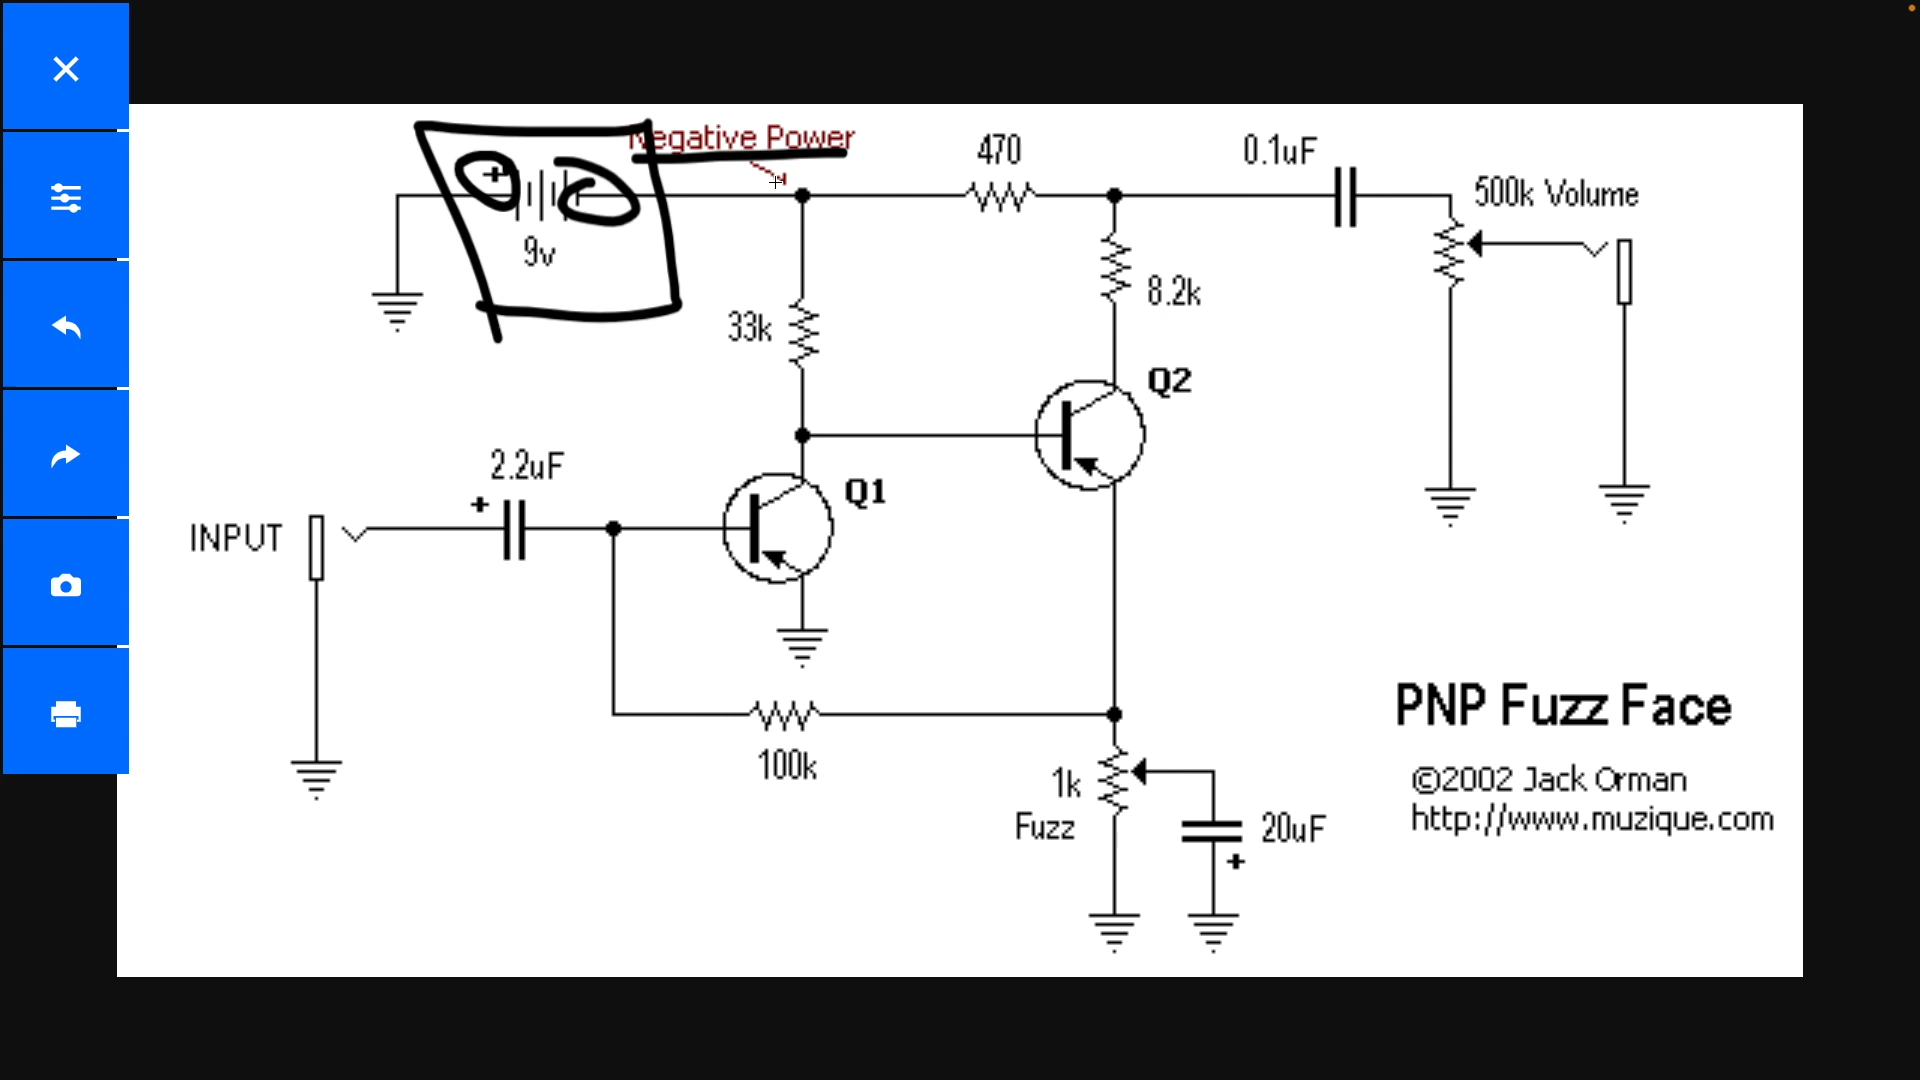 Negative Power
470
0.1uF
500k Volume
+
9v
33k
8.2k
Q2
2.2uF
+
Q1
INPUT
100k
1k
Fuzz
20uF
+
PNP Fuzz Face
©2002 Jack Orman
http://www.muzique.com